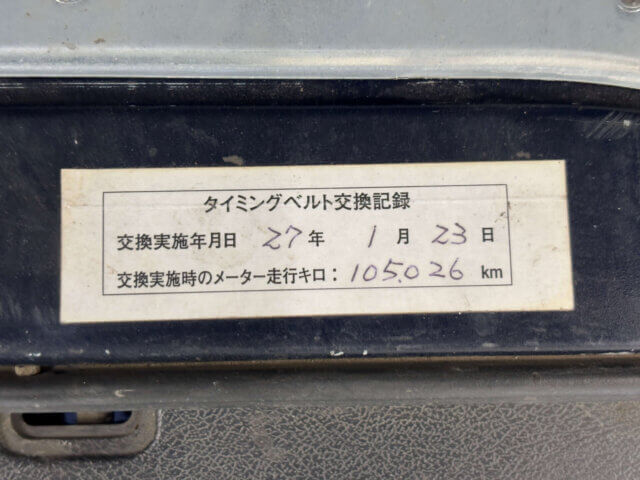 タイミングベルト交換記録
交換実施年月日 27年 1月 23日
交換実施時のメーター走行キロ：105.026 km